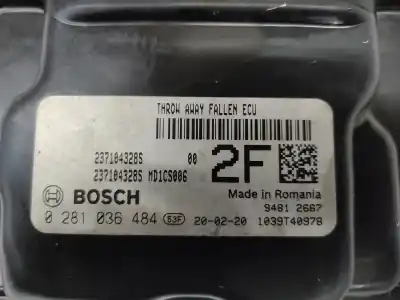 THROW AWAY FALLEN ECU
237104328S 00 2F
237104328S MD1CS006
BOSCH
Made in Romania
9481 2667
0 281 036 484 53F 20-02-20 1039T40978